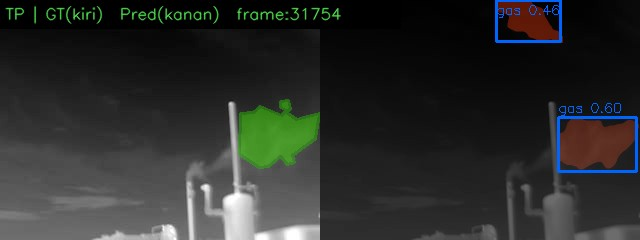 TP | GT(kiri)  Pred(kanan)  frame:31754
gas 0.46
gas 0.60